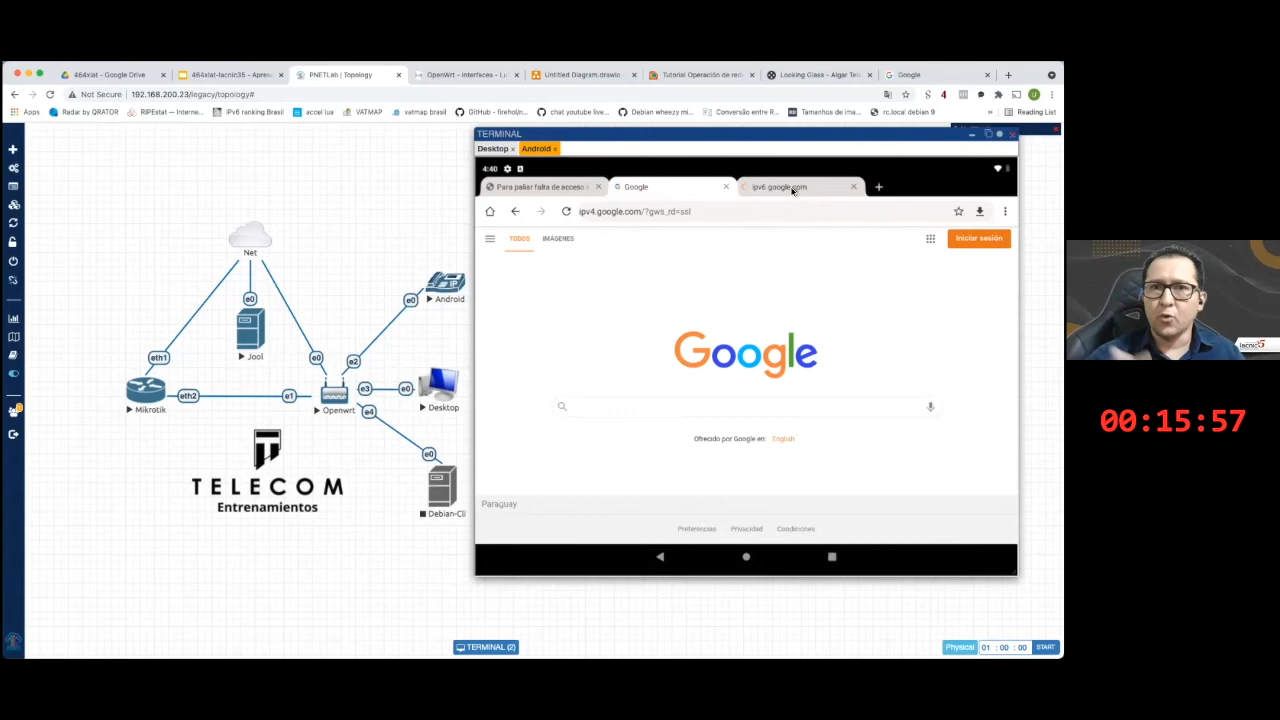 464xlat - Google Drive
464xlat-lacnic35 - Apres
PNETLab | Topology
OpenWrt - Interfaces - Lu
Untitled Diagram.drawio
Tutorial Operación de red
Looking Glass - Algar Tel
Google
Not Secure | 192.168.200.23/legacy/topology#
Apps
Radar by QRATOR
RIPEstat — Interne...
IPv6 ranking Brasil
accel lua
VATMAP
vatmap brasil
GitHub - firehol/n...
chat youtube live...
Debian wheezy mi...
Conversión entre R...
Tamanhos de ima...
rc.local debian 9
Reading List
TERMINAL
Desktop
Android
4:40
Para paliar falta de acceso a
Google
ipv6.google.com
ipv4.google.com/?gws_rd=ssl
TODOS
IMÁGENES
Iniciar sesión
Google
Ofrecido por Google en: English
Paraguay
Preferencias
Privacidad
Condiciones
Net
e0
Jool
eth1
Mikrotik
eth2
e1
e0
Openwrt
e2
e0
Android
e3
e0
Desktop
e4
e0
Debian-Cli
TELECOM
Entrenamientos
TERMINAL (2)
Physical
01 : 00 : 00
START
lacnic35
00:15:57